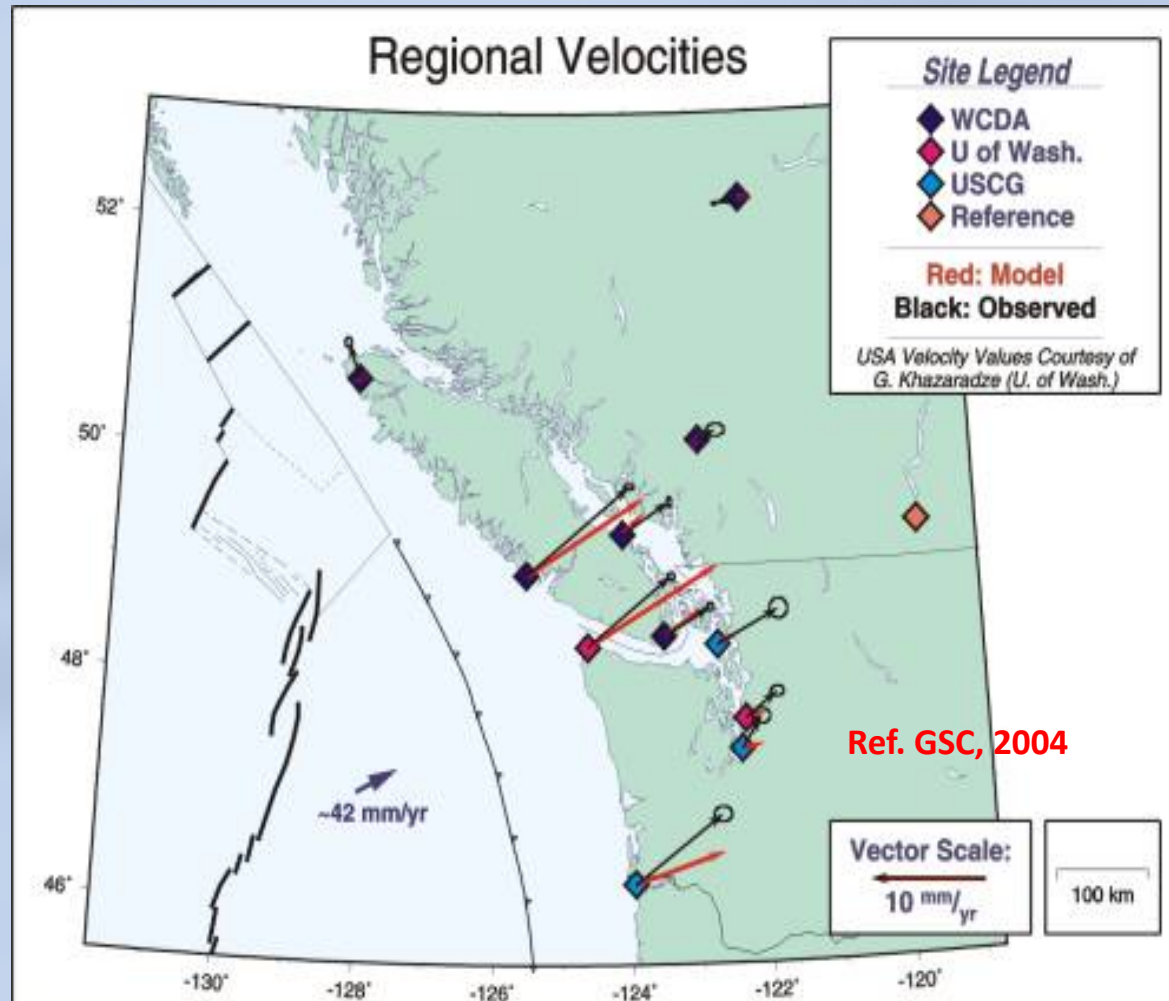 Regional Velocities
Site Legend
WCDA
U of Wash.
USCG
Reference
Red: Model
Black: Observed
USA Velocity Values Courtesy of
G. Khazaradze (U. of Wash.)
52°
50°
48°
46°
~42 mm/yr
Ref. GSC, 2004
Vector Scale:
10 mm/yr
100 km
-130°
-128°
-126°
-124°
-122°
-120°